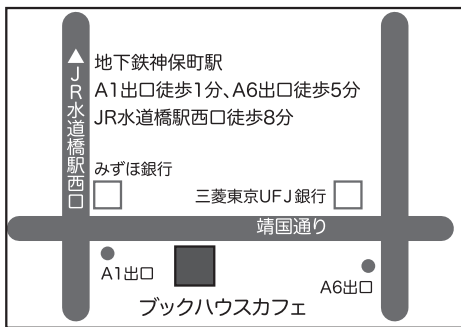 ▲JR水道橋駅西口
地下鉄神保町駅
A1出口徒歩1分、A6出口徒歩5分
JR水道橋駅西口徒歩8分
みずほ銀行
三菱東京UFJ銀行
靖国通り
A1出口
A6出口
ブックハウスカフェ